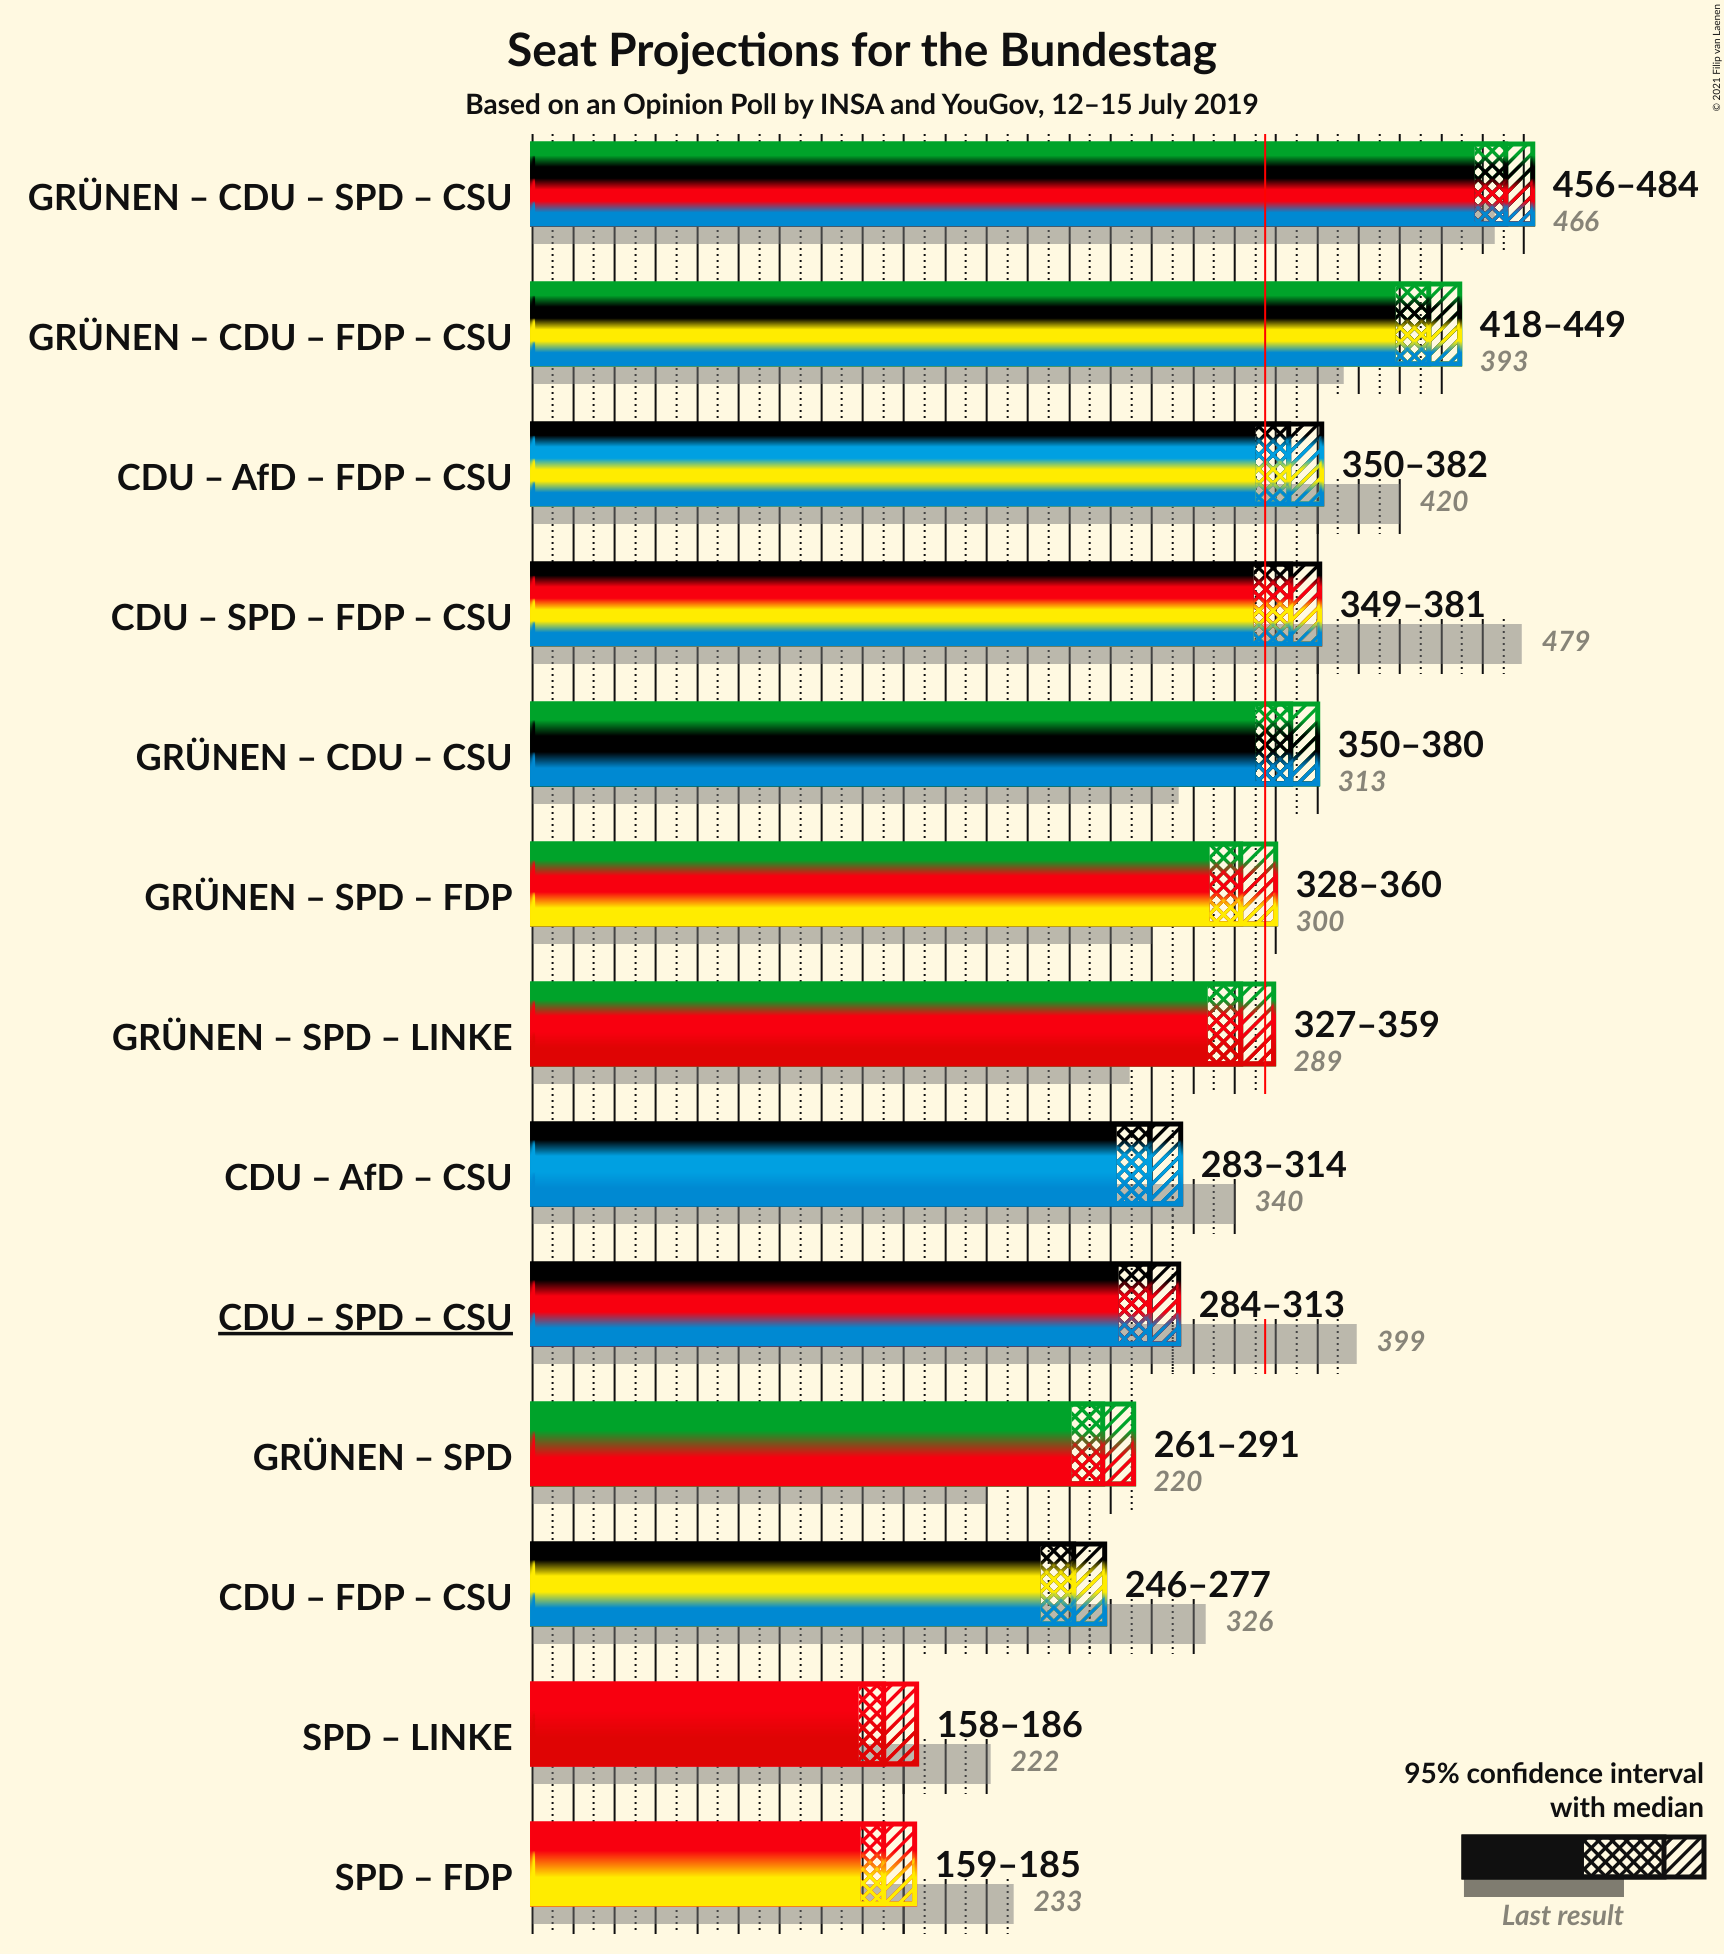 Seat Projections for the Bundestag
Based on an Opinion Poll by INSA and YouGov, 12–15 July 2019
© 2021 Filip van Laenen
GRÜNEN – CDU – SPD – CSU
456–484
466
GRÜNEN – CDU – FDP – CSU
418–449
393
CDU – AfD – FDP – CSU
350–382
420
CDU – SPD – FDP – CSU
349–381
479
GRÜNEN – CDU – CSU
350–380
313
GRÜNEN – SPD – FDP
328–360
300
GRÜNEN – SPD – LINKE
327–359
289
CDU – AfD – CSU
283–314
340
CDU – SPD – CSU
284–313
399
GRÜNEN – SPD
261–291
220
CDU – FDP – CSU
246–277
326
SPD – LINKE
158–186
222
SPD – FDP
159–185
233
95% confidence interval
with median
Last result